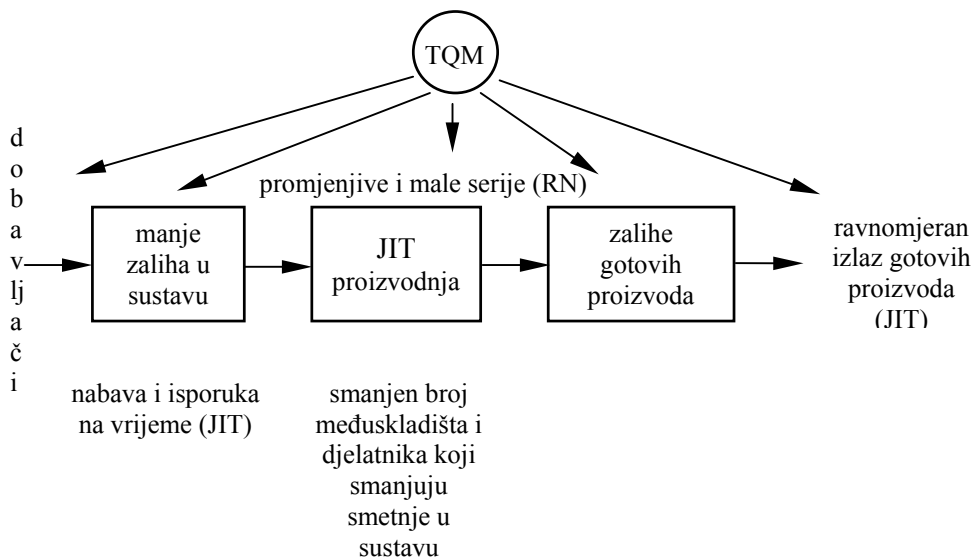 TQM
dobavljači
promjenjive i male serije (RN)
manje
zaliha u
sustavu
JIT
proizvodnja
zalihe
gotovih
proizvoda
ravnomjeran
izlaz gotovih
proizvoda
(JIT)
nabava i isporuka
na vrijeme (JIT)
smanjen broj
međuskladišta i
djelatnika koji
smanjuju
smetnje u
sustavu